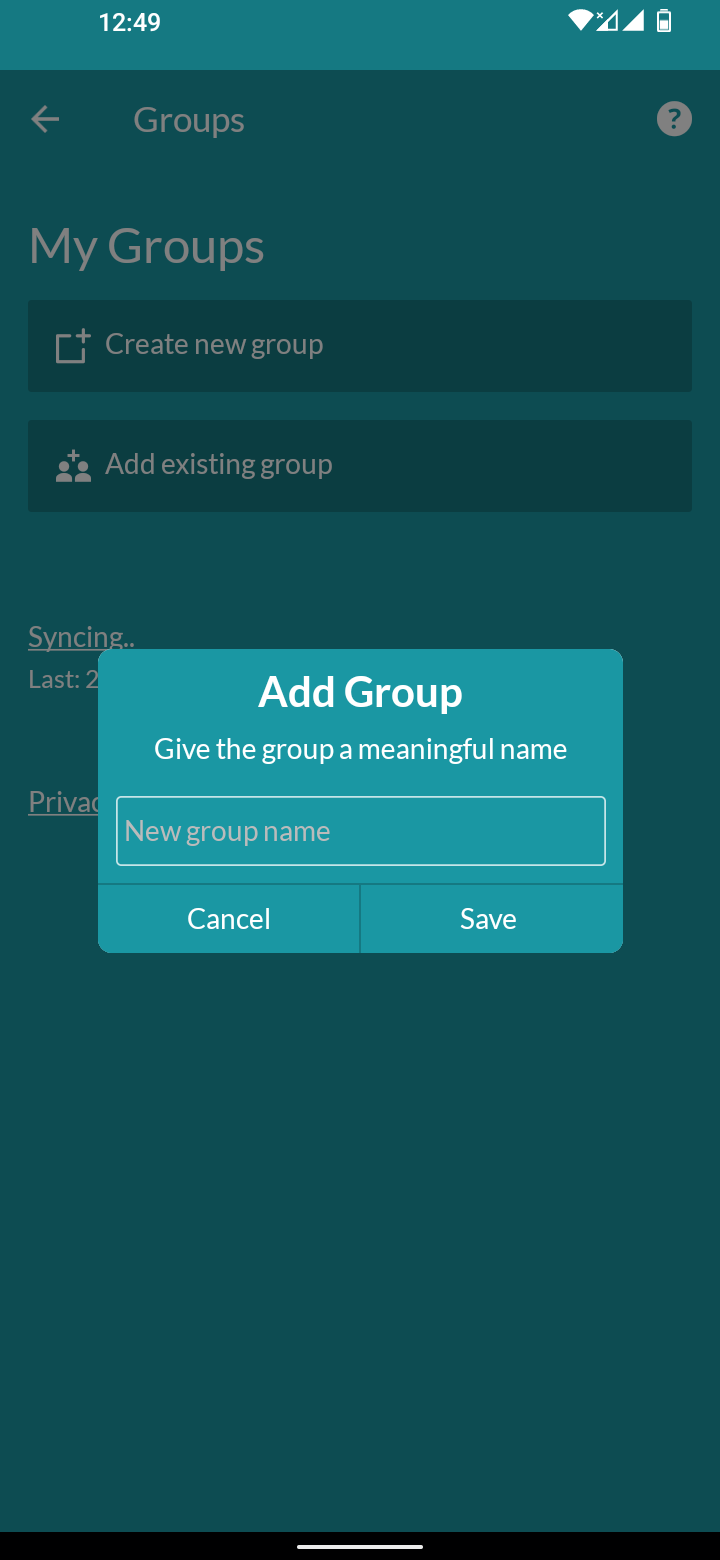 12:49
Groups
?
My Groups
Create new group
Add existing group
Syncing..
Last: 2
Add Group
Give the group a meaningful name
New group name
Cancel
Save